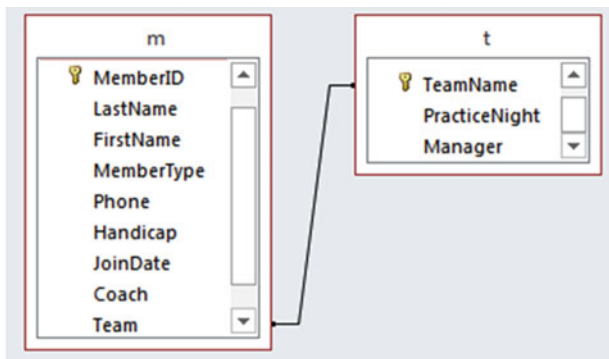 m
MemberID
LastName
FirstName
MemberType
Phone
Handicap
JoinDate
Coach
Team
t
TeamName
PracticeNight
Manager